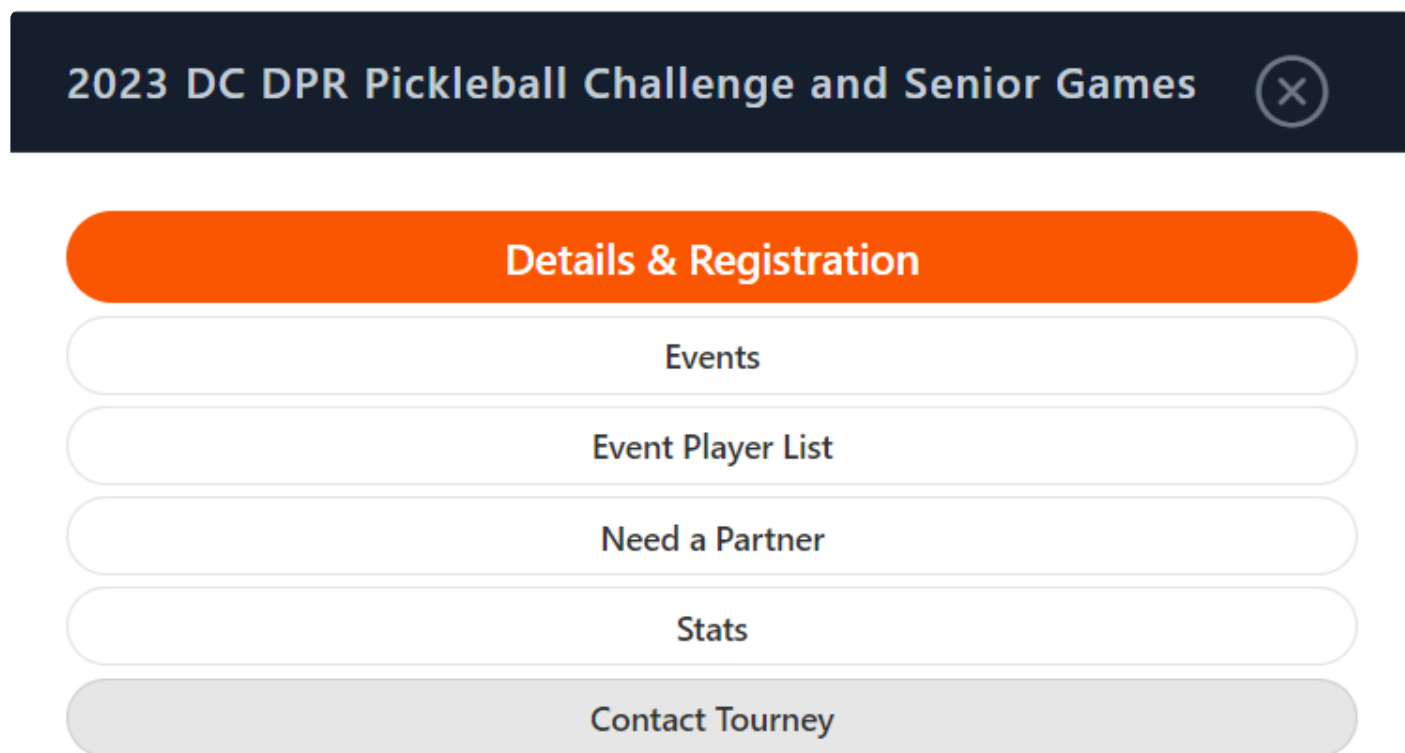 2023 DC DPR Pickleball Challenge and Senior Games
Details & Registration
Events
Event Player List
Need a Partner
Stats
Contact Tourney